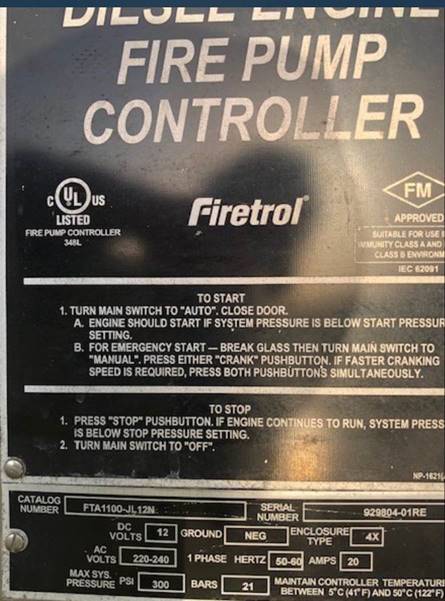 DIESEL ENGINE
FIRE PUMP
CONTROLLER
C UL US
LISTED
FIRE PUMP CONTROLLER
348L
Firetrol
FM
APPROVED
SUITABLE FOR USE
CLASS A AND
CLASS B
IEC 62091
TO START
1. TURN MAIN SWITCH TO "AUTO". CLOSE DOOR.
A. ENGINE SHOULD START IF SYSTEM PRESSURE IS BELOW START
SETTING.
B. FOR EMERGENCY START — BREAK GLASS THEN TURN MAIN SWITCH TO
"MANUAL". PRESS EITHER "CRANK" PUSHBUTTON. IF FASTER CRANKING
SPEED IS REQUIRED, PRESS BOTH PUSHBUTTONS SIMULTANEOUSLY.
TO STOP
1. PRESS "STOP" PUSHBUTTON. IF ENGINE CONTINUES TO RUN, SYSTEM
IS BELOW STOP PRESSURE SETTING.
2. TURN MAIN SWITCH TO "OFF".
NP-1621
CATALOG NUMBER FTA1100-JL12N SERIAL NUMBER 929804-01RE
DC VOLTS 12 GROUND NEG ENCLOSURE TYPE 4X
AC VOLTS 220-240 1 PHASE HERTZ 50-60 AMPS 20
MAX SYS. PRESSURE PSI 300 BARS 21 MAINTAIN CONTROLLER TEMPERATURE
BETWEEN 5°C (41°F) AND 50°C (122°F)